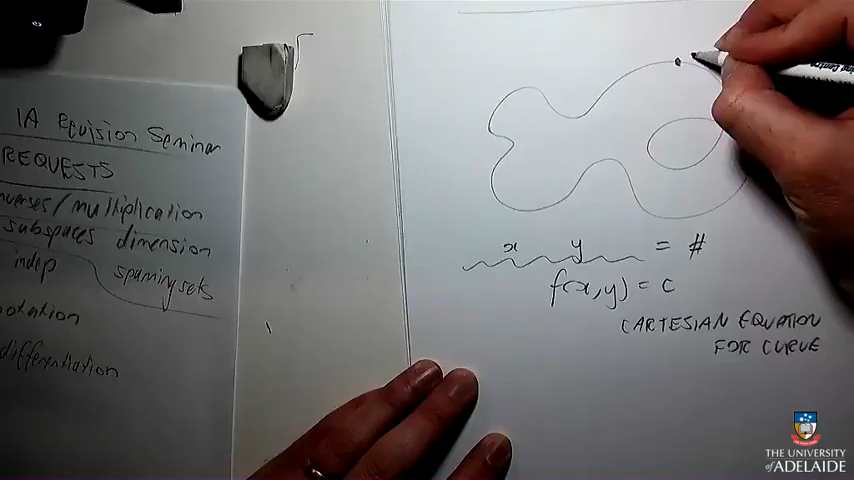 1A Revision Seminar
REQUESTS
nverses/multiplication
subspaces dimension
indep spanning sets
otation
differentiation
x y = #
f(x,y) = c
CARTESIAN EQUATION
FOR CURVE
THE UNIVERSITY
of ADELAIDE